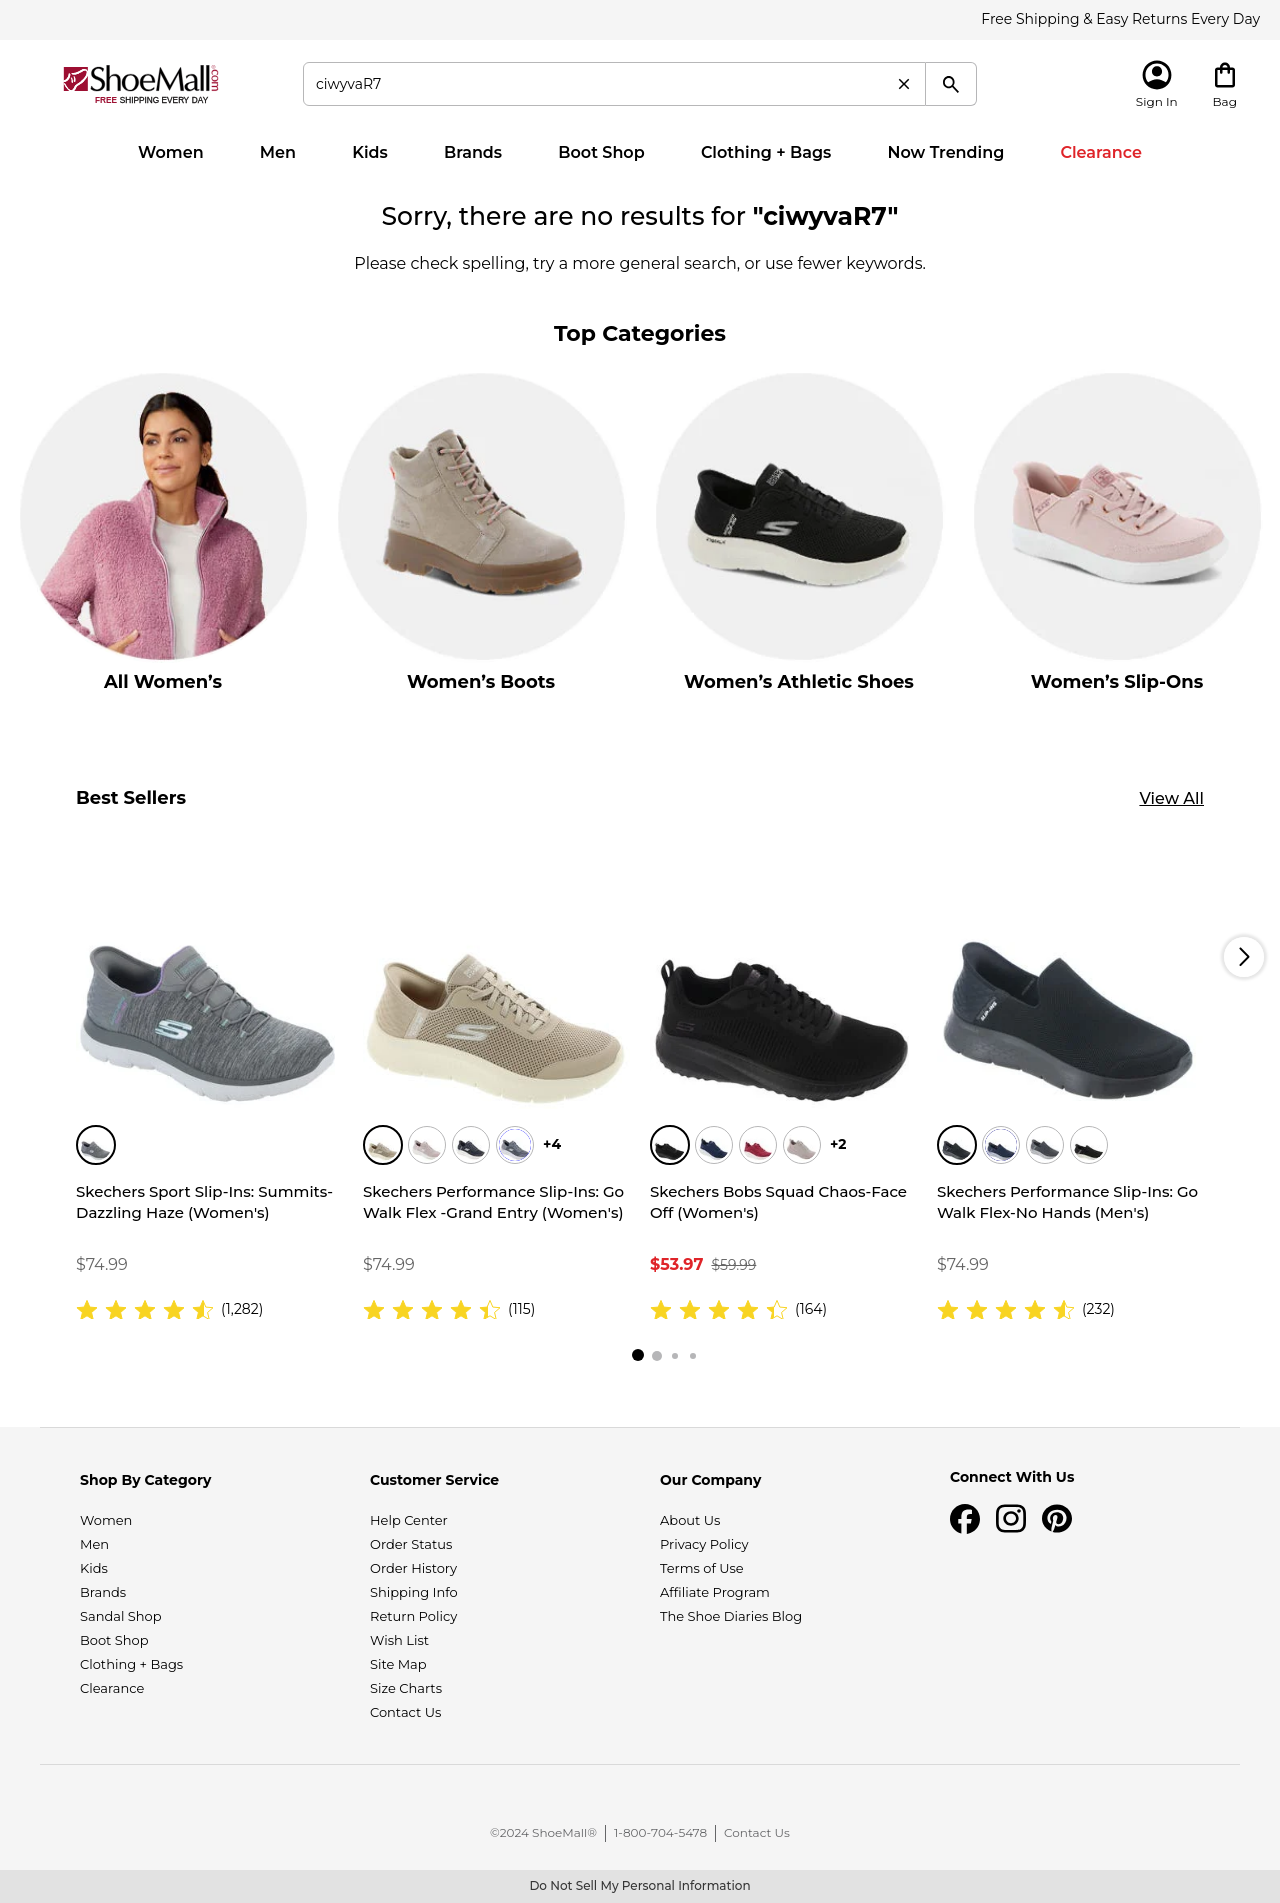 Free Shipping & Easy Returns Every Day
ShoeMall.com®
FREE SHIPPING EVERY DAY
ciwyvaR7
Sign In
Bag
Women
Men
Kids
Brands
Boot Shop
Clothing + Bags
Now Trending
Clearance
Sorry, there are no results for "ciwyvaR7"
Please check spelling, try a more general search, or use fewer keywords.
Top Categories
All Women’s
Women’s Boots
Women’s Athletic Shoes
Women’s Slip-Ons
Best Sellers
View All
+4
+2
Skechers Sport Slip-Ins: Summits-
Dazzling Haze (Women's)
$74.99
(1,282)
Skechers Performance Slip-Ins: Go
Walk Flex -Grand Entry (Women's)
$74.99
(115)
Skechers Bobs Squad Chaos-Face
Off (Women's)
$53.97 $59.99
(164)
Skechers Performance Slip-Ins: Go
Walk Flex-No Hands (Men's)
$74.99
(232)
Shop By Category
Women
Men
Kids
Brands
Sandal Shop
Boot Shop
Clothing + Bags
Clearance
Customer Service
Help Center
Order Status
Order History
Shipping Info
Return Policy
Wish List
Site Map
Size Charts
Contact Us
Our Company
About Us
Privacy Policy
Terms of Use
Affiliate Program
The Shoe Diaries Blog
Connect With Us
©2024 ShoeMall®
1-800-704-5478
Contact Us
Do Not Sell My Personal Information